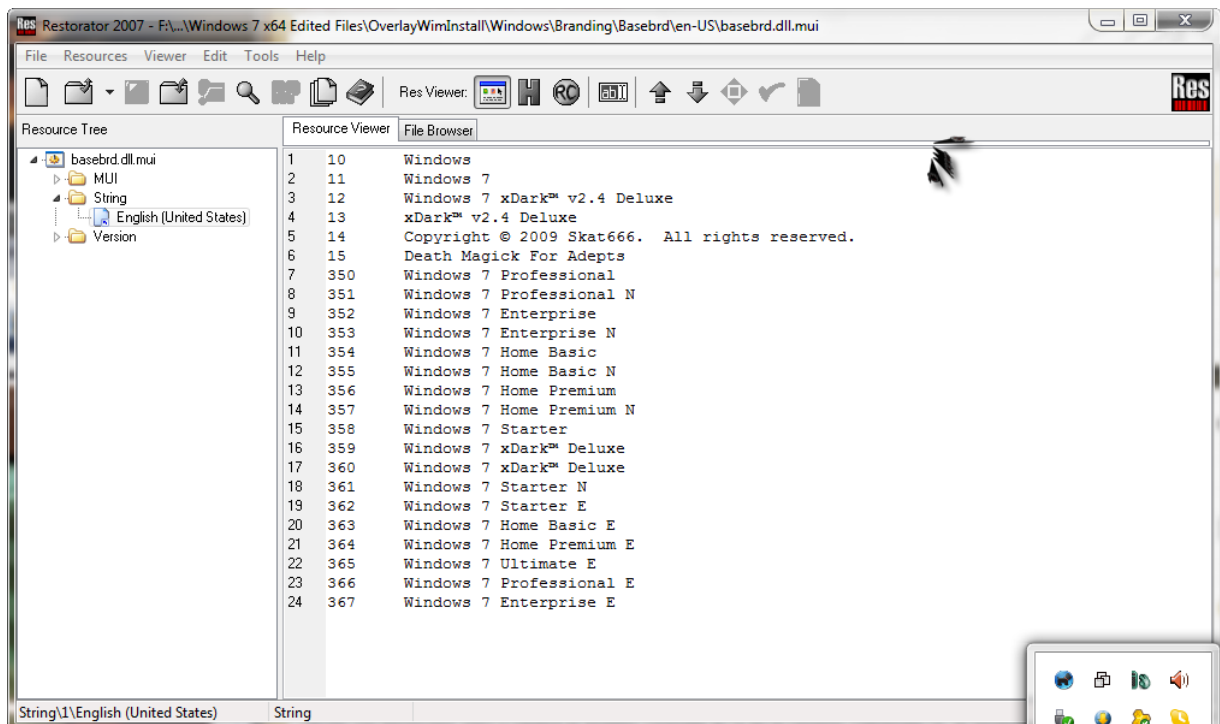 Restorator 2007 - F:\...\Windows 7 x64 Edited Files\OverlayWimInstall\Windows\Branding\Basebrd\en-US\basebrd.dll.mui
File Resources Viewer Edit Tools Help
Res Viewer: H RC ab Res
Resource Tree
Resource Viewer File Browser
basebrd.dll.mui
MUI
String
English (United States)
Version
1 10 Windows
2 11 Windows 7
3 12 Windows 7 xDark™ v2.4 Deluxe
4 13 xDark™ v2.4 Deluxe
5 14 Copyright © 2009 Skat666. All rights reserved.
6 15 Death Magick For Adepts
7 350 Windows 7 Professional
8 351 Windows 7 Professional N
9 352 Windows 7 Enterprise
10 353 Windows 7 Enterprise N
11 354 Windows 7 Home Basic
12 355 Windows 7 Home Basic N
13 356 Windows 7 Home Premium
14 357 Windows 7 Home Premium N
15 358 Windows 7 Starter
16 359 Windows 7 xDark™ Deluxe
17 360 Windows 7 xDark™ Deluxe
18 361 Windows 7 Starter N
19 362 Windows 7 Starter E
20 363 Windows 7 Home Basic E
21 364 Windows 7 Home Premium E
22 365 Windows 7 Ultimate E
23 366 Windows 7 Professional E
24 367 Windows 7 Enterprise E
String\1\English (United States) String